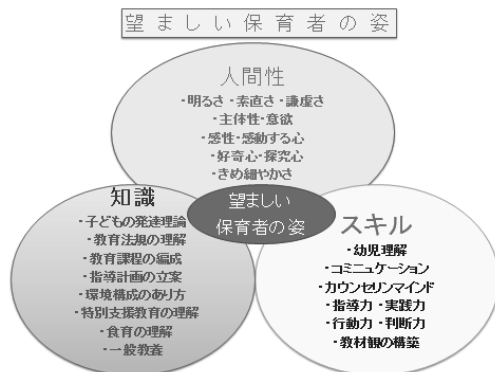 望ましい保育者の姿
人間性
・明るさ・素直さ・謙虚さ
・主体性・意欲
・感性・感動する心
・好奇心・探究心
・きめ細やかさ
知識
・子どもの発達理論
・教育法規の理解
・教育課程の編成
・指導計画の立案
・環境構成のあり方
・特別支援教育の理解
・食育の理解
・一般教養
望ましい
保育者の姿
スキル
・幼児理解
・コミニュケーション
・カウンセリンマインド
・指導力・実践力
・行動力・判断力
・教材観の構築